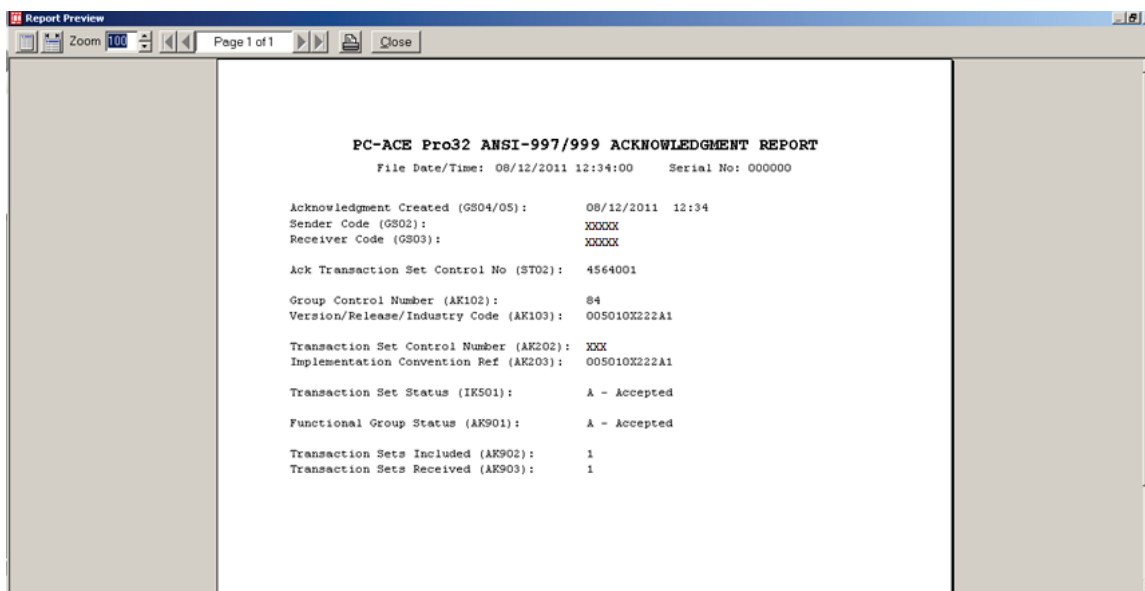 Report Preview
Zoom 100 Page 1 of 1 Close
PC-ACE Pro32 ANSI-997/999 ACKNOWLEDGMENT REPORT
File Date/Time: 08/12/2011 12:34:00 Serial No: 000000
Acknowledgment Created (GS04/05): 08/12/2011 12:34
Sender Code (GS02): XXXXX
Receiver Code (GS03): XXXXX
Ack Transaction Set Control No (ST02): 4564001
Group Control Number (AK102): 84
Version/Release/Industry Code (AK103): 005010X222A1
Transaction Set Control Number (AK202): XXX
Implementation Convention Ref (AK203): 005010X222A1
Transaction Set Status (IK501): A - Accepted
Functional Group Status (AK901): A - Accepted
Transaction Sets Included (AK902): 1
Transaction Sets Received (AK903): 1